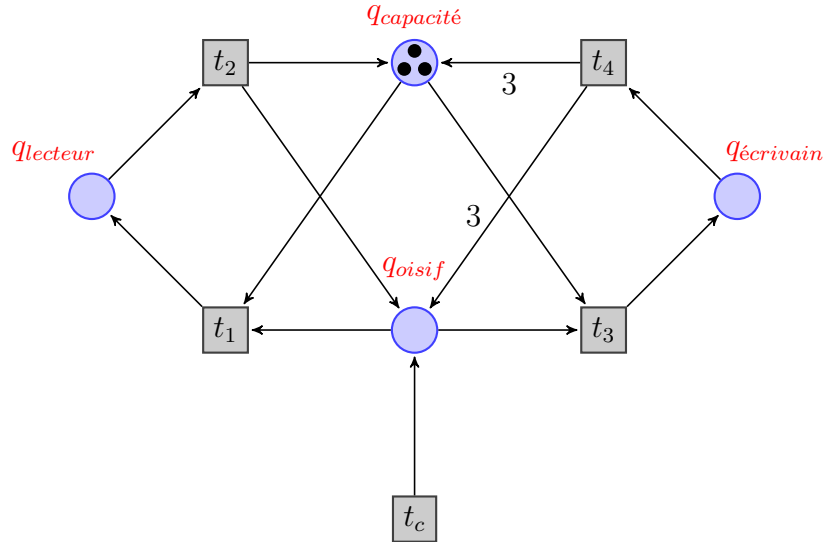 q_capacité
t_2
t_4
3
q_lecteur
q_écrivain
3
q_oisif
t_1
t_3
t_c